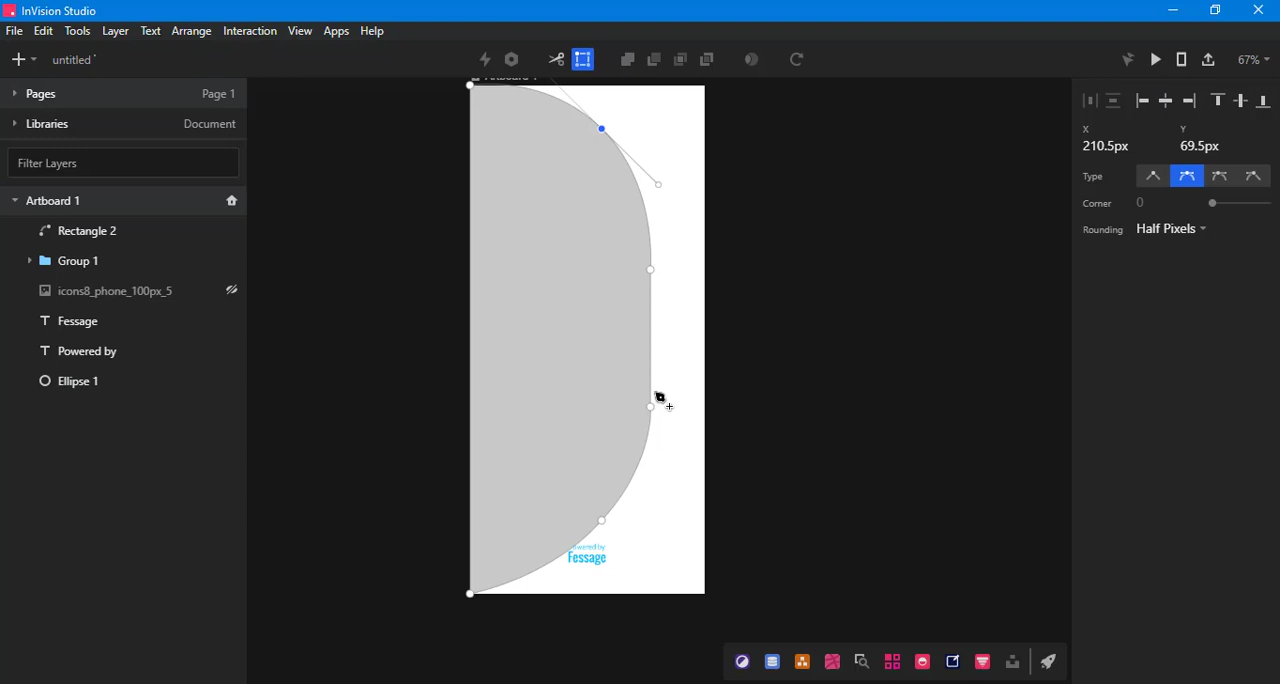 InVision Studio
File Edit Tools Layer Text Arrange Interaction View Apps Help
untitled*
67%
Pages Page 1
Libraries Document
Filter Layers
Artboard 1
Rectangle 2
Group 1
icons8_phone_100px_5
Fessage
Powered by
Ellipse 1
Artboard 1
Fessage
X Y
210.5px 69.5px
Type
Corner 0
Rounding Half Pixels